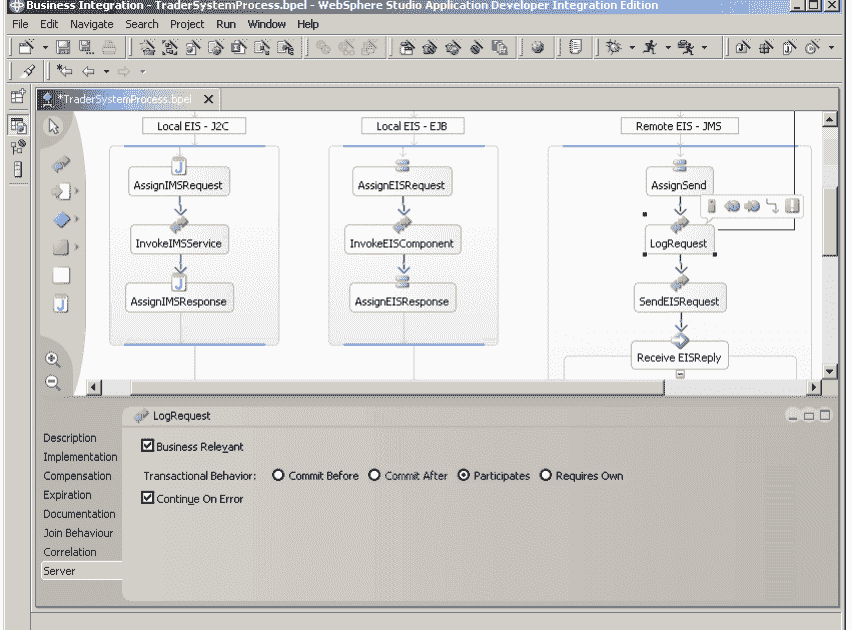 Business Integration - TraderSystemProcess.bpel - WebSphere Studio Application Developer Integration Edition
File Edit Navigate Search Project Run Window Help
*TraderSystemProcess.bpel
Local EIS - J2C
Local EIS - EJB
Remote EIS - JMS
AssignIMSRequest
AssignEISRequest
AssignSend
InvokeIMSService
InvokeEISComponent
LogRequest
AssignIMSResponse
AssignEISResponse
SendEISRequest
Receive EISReply
LogRequest
Description
Implementation
Compensation
Expiration
Documentation
Join Behaviour
Correlation
Server
Business Relevant
Transactional Behavior: Commit Before Commit After Participates Requires Own
Continue On Error